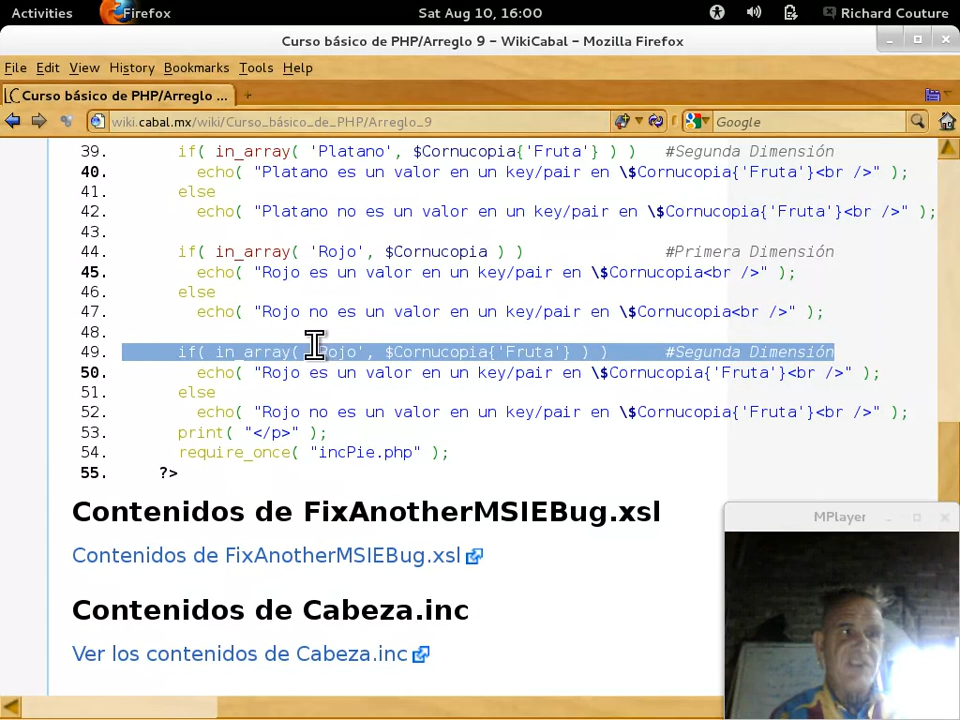 Activities Firefox Sat Aug 10, 16:00 Richard Couture
Curso básico de PHP/Arreglo 9 - WikiCabal - Mozilla Firefox
File Edit View History Bookmarks Tools Help
Curso básico de PHP/Arreglo ...
wiki.cabal.mx/wiki/Curso_básico_de_PHP/Arreglo_9 Google
39. if( in_array( 'Platano', $Cornucopia{'Fruta'} ) ) #Segunda Dimensión
40. echo( "Platano es un valor en un key/pair en \$Cornucopia{'Fruta'}<br />" );
41. else
42. echo( "Platano no es un valor en un key/pair en \$Cornucopia{'Fruta'}<br />" );
43.
44. if( in_array( 'Rojo', $Cornucopia ) ) #Primera Dimensión
45. echo( "Rojo es un valor en un key/pair en \$Cornucopia<br />" );
46. else
47. echo( "Rojo no es un valor en un key/pair en \$Cornucopia<br />" );
48.
49. if( in_array( 'Rojo', $Cornucopia{'Fruta'} ) ) #Segunda Dimensión
50. echo( "Rojo es un valor en un key/pair en \$Cornucopia{'Fruta'}<br />" );
51. else
52. echo( "Rojo no es un valor en un key/pair en \$Cornucopia{'Fruta'}<br />" );
53. print( "</p>" );
54. require_once( "incPie.php" );
55. ?>
Contenidos de FixAnotherMSIEBug.xsl
Contenidos de FixAnotherMSIEBug.xsl
Contenidos de Cabeza.inc
Ver los contenidos de Cabeza.inc
MPlayer